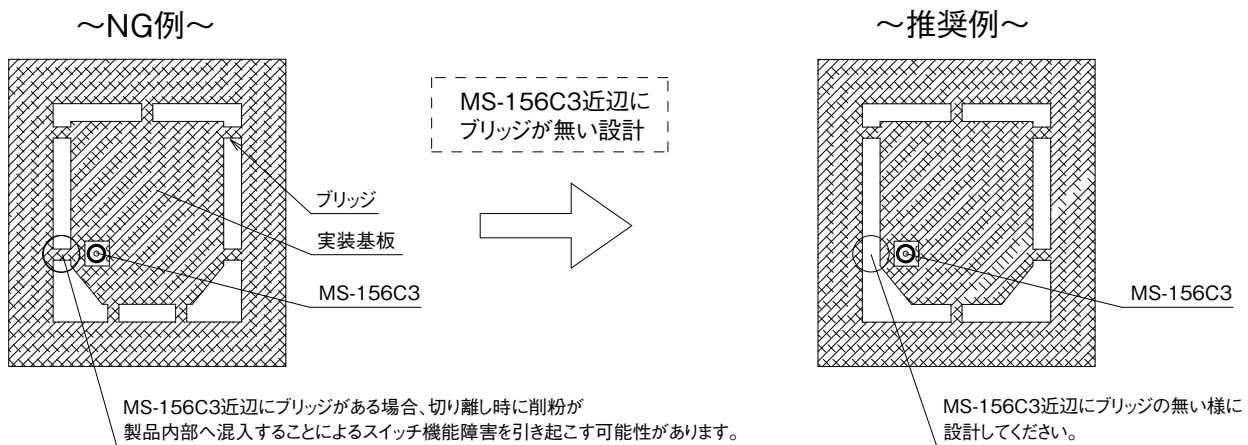 ～NG例～
～推奨例～
MS-156C3近辺に
ブリッジが無い設計
ブリッジ
実装基板
MS-156C3
MS-156C3
MS-156C3近辺にブリッジがある場合、切り離し時に削粉が
製品内部へ混入することによるスイッチ機能障害を引き起こす可能性があります。
MS-156C3近辺にブリッジの無い様に
設計してください。